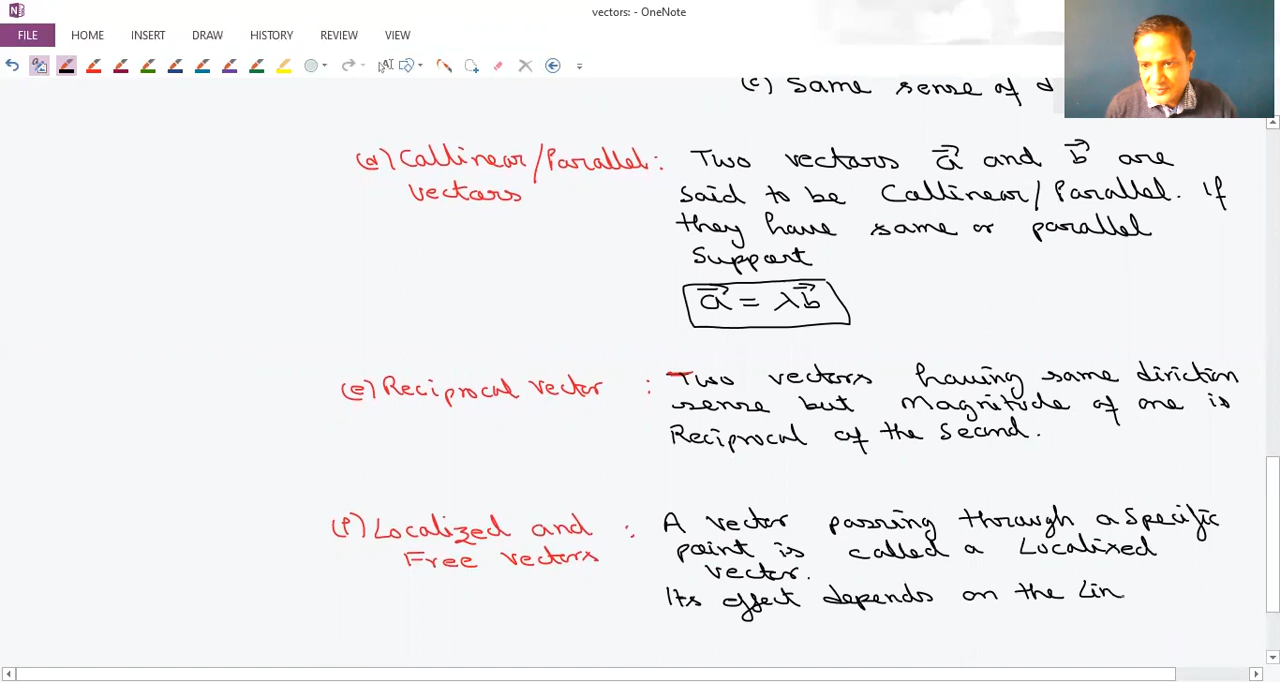 vectors: - OneNote
FILE HOME INSERT DRAW HISTORY REVIEW VIEW
(c) Same sense of d
(d) Collinear/Parallel : Two vectors a⃗ and b⃗ are
vectors said to be Collinear/Parallel. If
they have same or parallel
Support
a⃗ = λb⃗
(e) Reciprocal vector : Two vectors having same diriction
sense but Magnitude of one is
Reciprocal of the Second.
(f) Localized and : A vector passing through a specific
Free vectors point is called a Localized
vector.
Its effect depends on the Lin